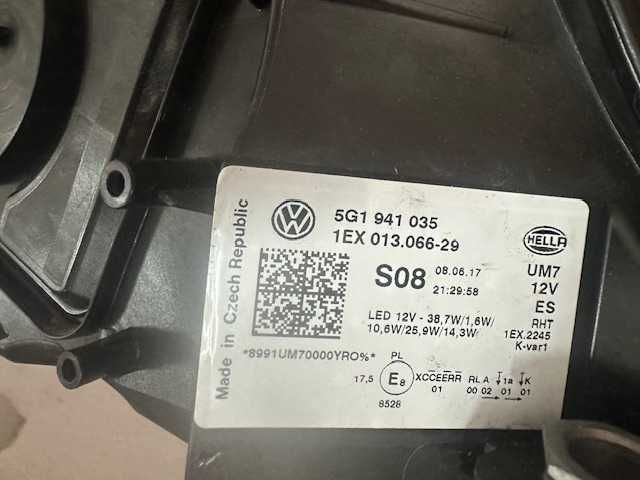 Made in Czech Republic
5G1 941 035
1EX 013.066-29
HELLA
S08
08.06.17
21:29:58
UM7
12V
ES
RHT
1EX.2245
K-var1
LED 12V - 38,7W/1,6W/
10,6W/25,9W/14,3W/
*8991UM70000YRO%*
PL
17,5
E8
8528
XCCEERR RL A 1a K
01 00 02 01 01